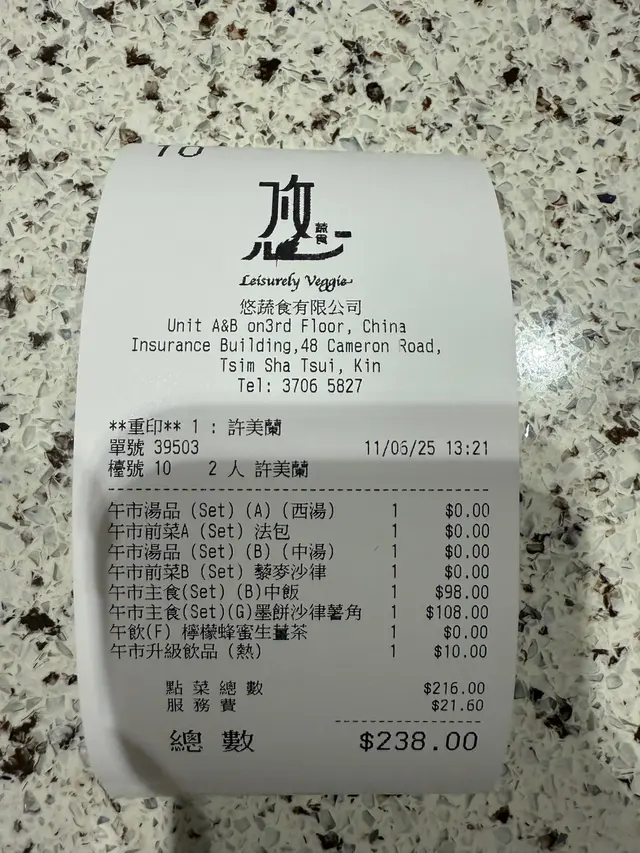 10
悠
蔬食
Leisurely Veggie
悠蔬食有限公司
Unit A&B on3rd Floor, China
Insurance Building,48 Cameron Road,
Tsim Sha Tsui, Kin
Tel: 3706 5827
**重印** 1 : 許美蘭
單號 39503 11/06/25 13:21
檯號 10 2 人 許美蘭
午市湯品 (Set) (A) (西湯) 1 $0.00
午市前菜A (Set) 法包 1 $0.00
午市湯品 (Set) (B) (中湯) 1 $0.00
午市前菜B (Set) 藜麥沙律 1 $0.00
午市主食(Set) (B)中飯 1 $98.00
午市主食(Set)(G)墨餅沙律薯角 1 $108.00
午飲(F) 檸檬蜂蜜生薑茶 1 $0.00
午市升級飲品 (熱) 1 $10.00
點菜總數 $216.00
服務費 $21.60
總數 $238.00